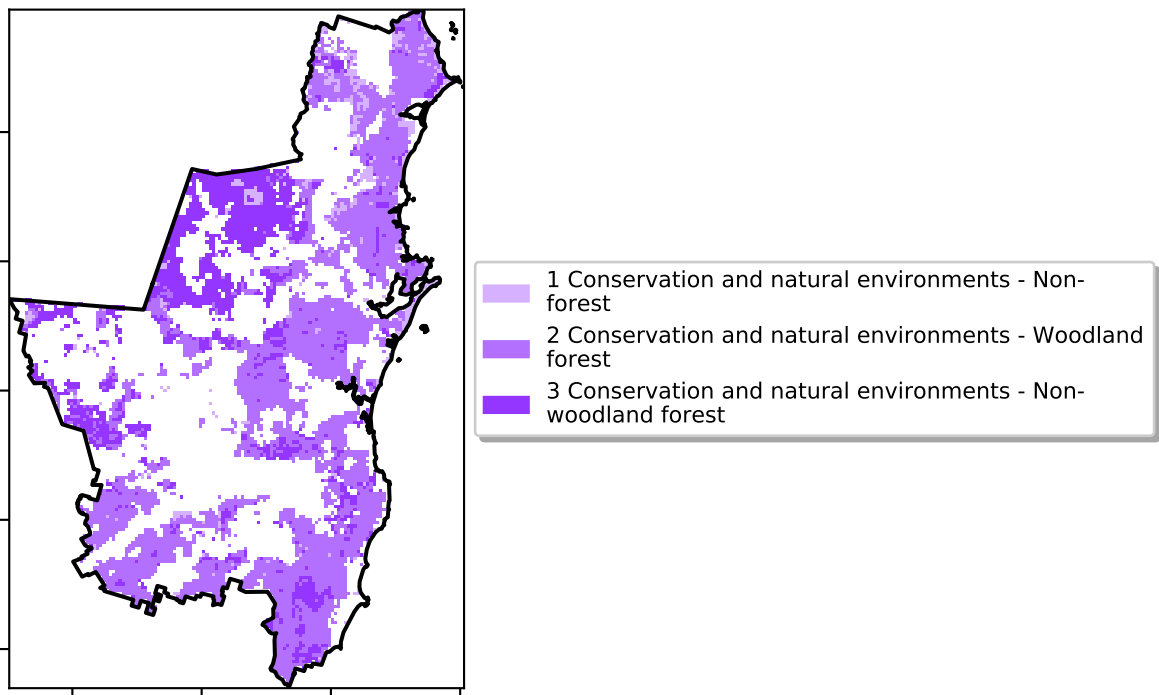 1 Conservation and natural environments - Non-
forest
2 Conservation and natural environments - Woodland
forest
3 Conservation and natural environments - Non-
woodland forest